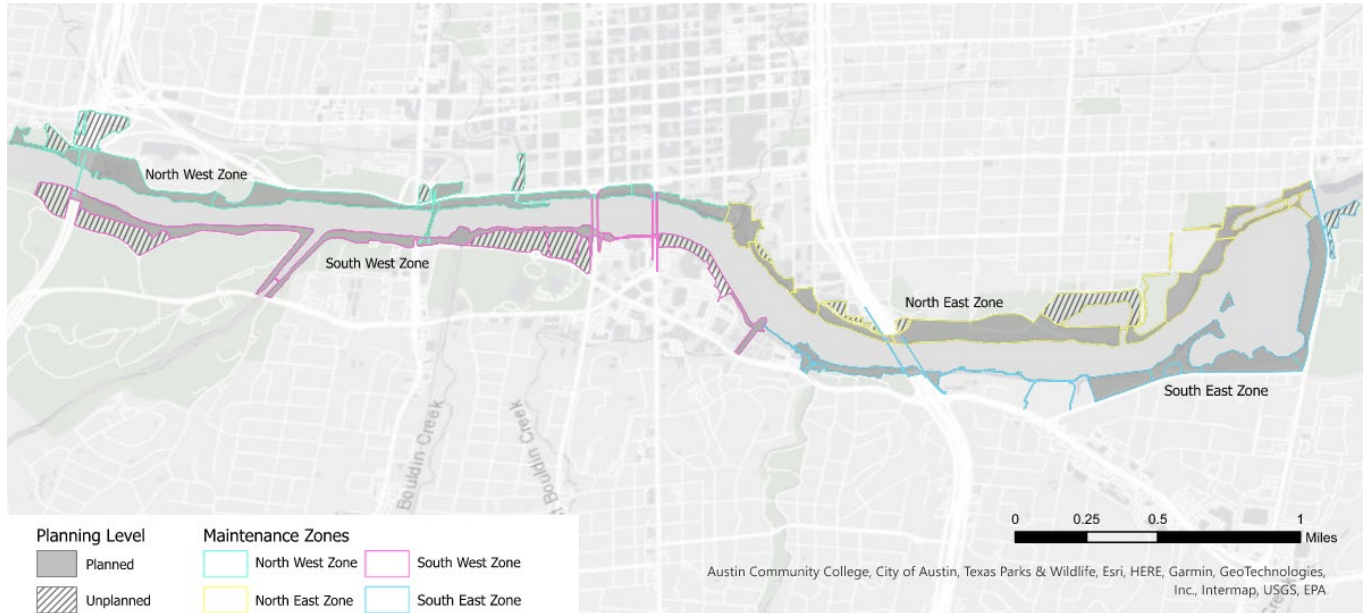 North West Zone
South West Zone
North East Zone
South East Zone
Bouldin Creek
Bouldin Creek
Planning Level
Planned
Unplanned
Maintenance Zones
North West Zone
South West Zone
North East Zone
South East Zone
0 0.25 0.5 1
Miles
Austin Community College, City of Austin, Texas Parks & Wildlife, Esri, HERE, Garmin, GeoTechnologies,
Inc., Intermap, USGS, EPA